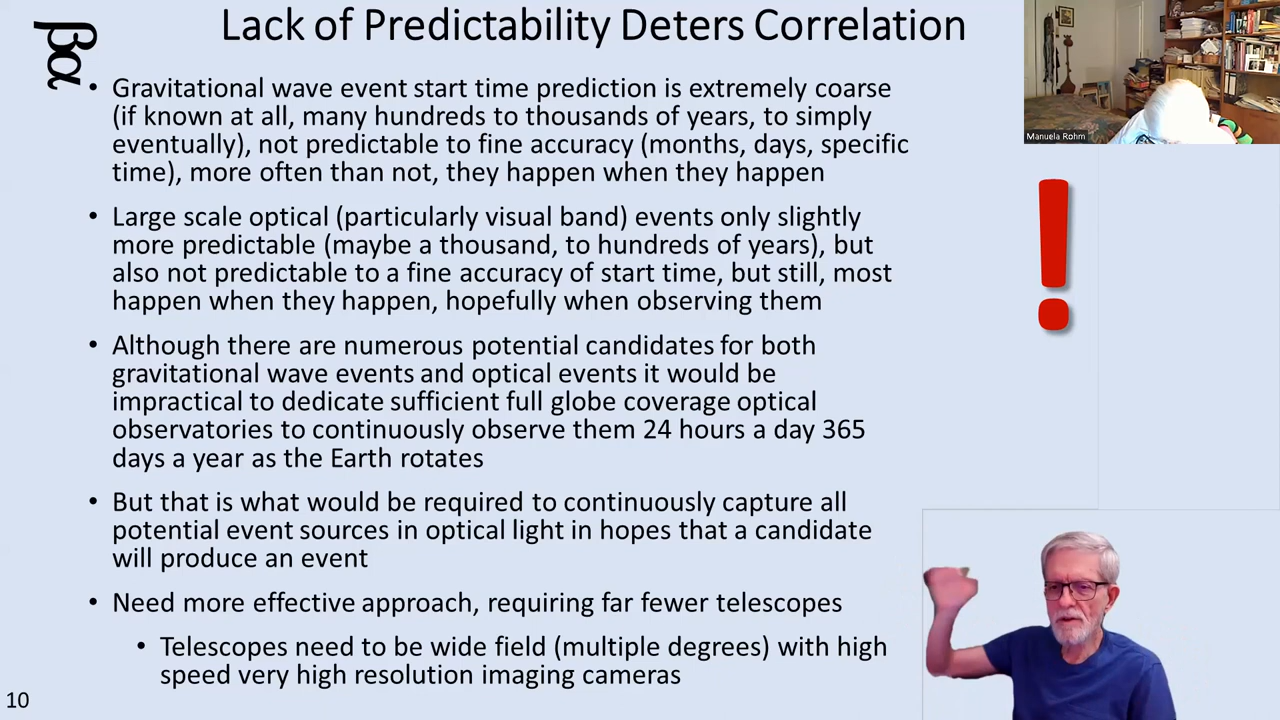 Lack of Predictability Deters Correlation
βα
• Gravitational wave event start time prediction is extremely coarse
(if known at all, many hundreds to thousands of years, to simply
eventually), not predictable to fine accuracy (months, days, specific
time), more often than not, they happen when they happen
• Large scale optical (particularly visual band) events only slightly
more predictable (maybe a thousand, to hundreds of years), but
also not predictable to a fine accuracy of start time, but still, most
happen when they happen, hopefully when observing them
• Although there are numerous potential candidates for both
gravitational wave events and optical events it would be
impractical to dedicate sufficient full globe coverage optical
observatories to continuously observe them 24 hours a day 365
days a year as the Earth rotates
• But that is what would be required to continuously capture all
potential event sources in optical light in hopes that a candidate
will produce an event
• Need more effective approach, requiring far fewer telescopes
• Telescopes need to be wide field (multiple degrees) with high
speed very high resolution imaging cameras
10
Manuela Rohm
!